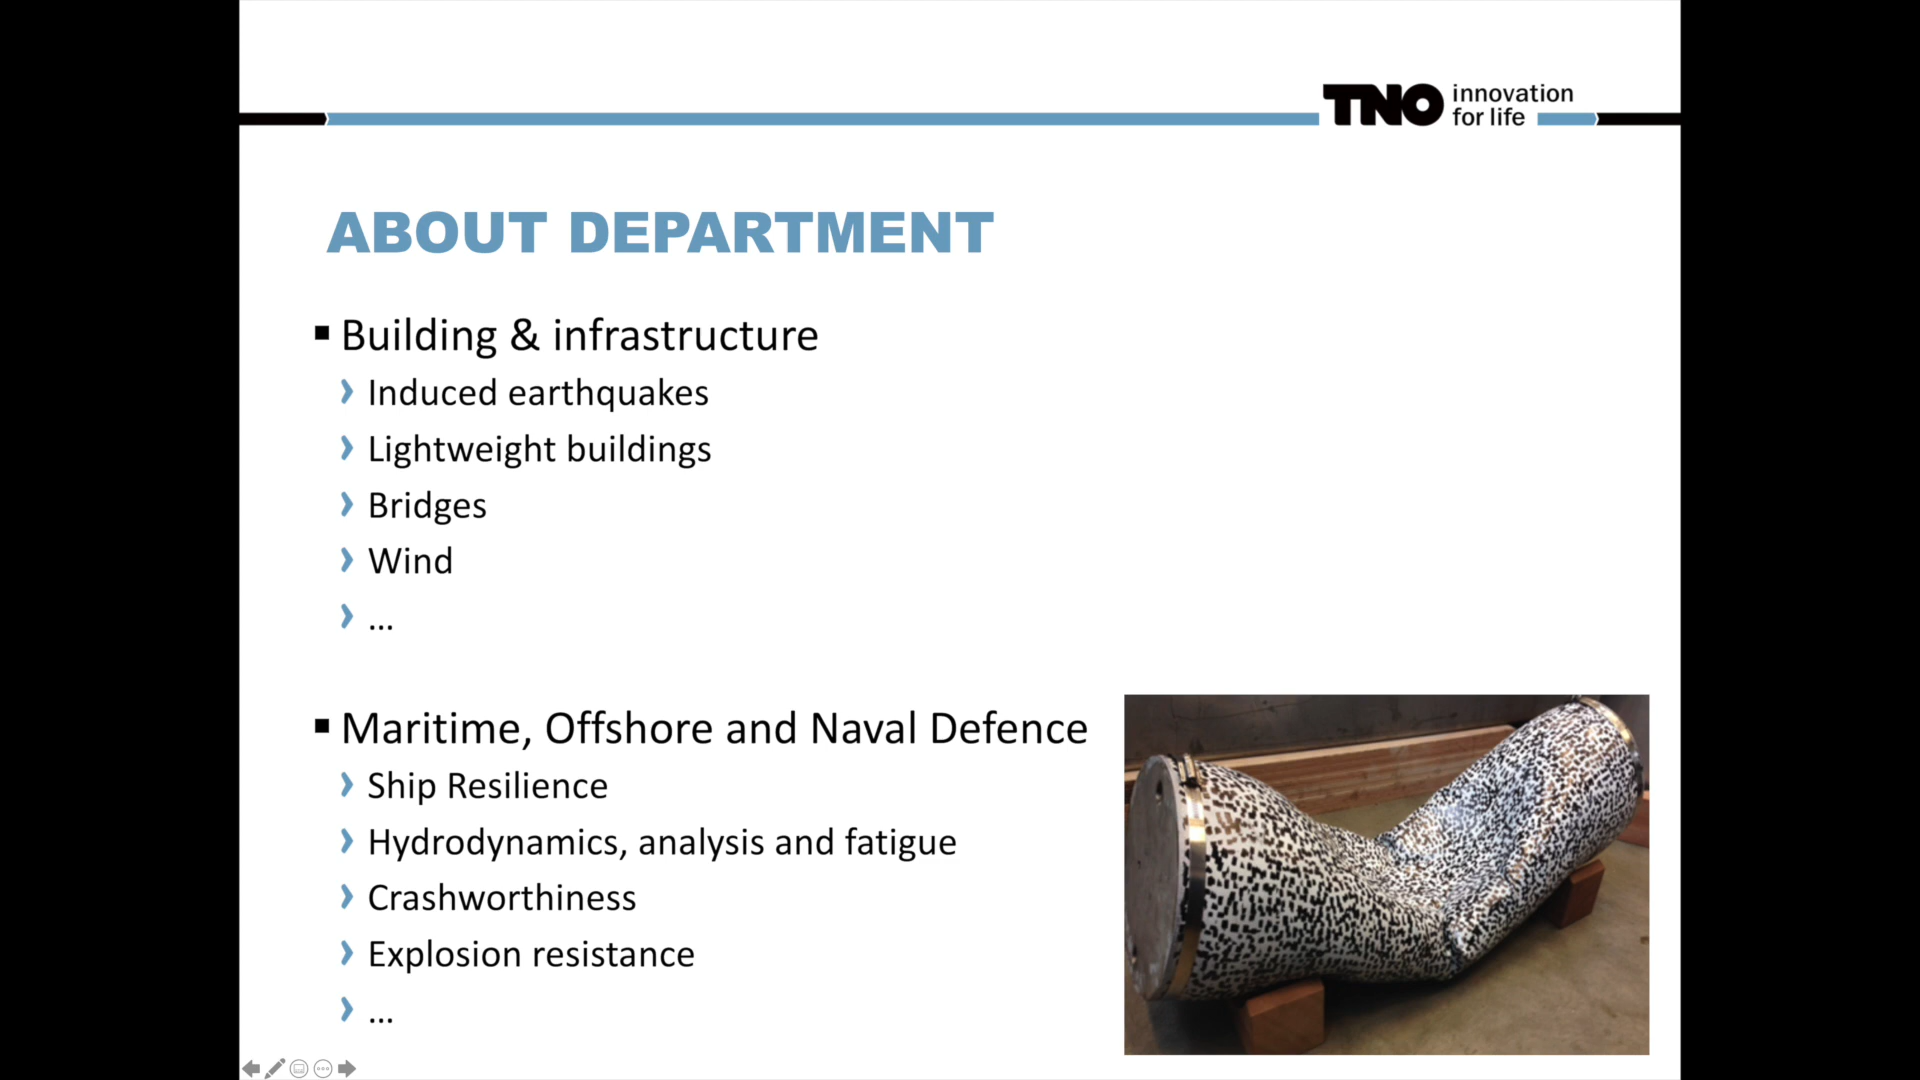 TNO innovation
for life
ABOUT DEPARTMENT
Building & infrastructure
Induced earthquakes
Lightweight buildings
Bridges
Wind
...
Maritime, Offshore and Naval Defence
Ship Resilience
Hydrodynamics, analysis and fatigue
Crashworthiness
Explosion resistance
...